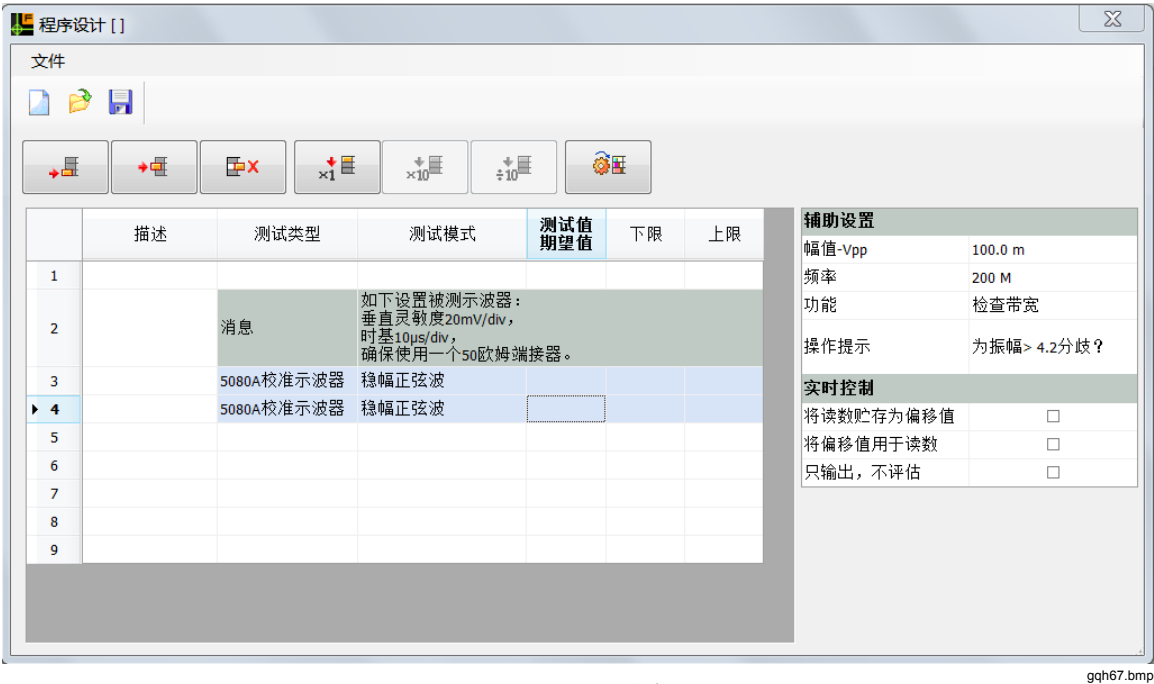 程序设计 [ ]
文件
×1 ×10 ÷10
描述 测试类型 测试模式 测试值 期望值 下限 上限
1
2 消息 如下设置被测示波器：
垂直灵敏度20mV/div，
时基10µs/div，
确保使用一个50欧姆端接器。
3 5080A校准示波器 稳幅正弦波
4 5080A校准示波器 稳幅正弦波
5
6
7
8
9
辅助设置
幅值-Vpp 100.0 m
频率 200 M
功能 检查带宽
操作提示 为振幅> 4.2分歧？
实时控制
将读数贮存为偏移值
将偏移值用于读数
只输出，不评估
gqh67.bmp